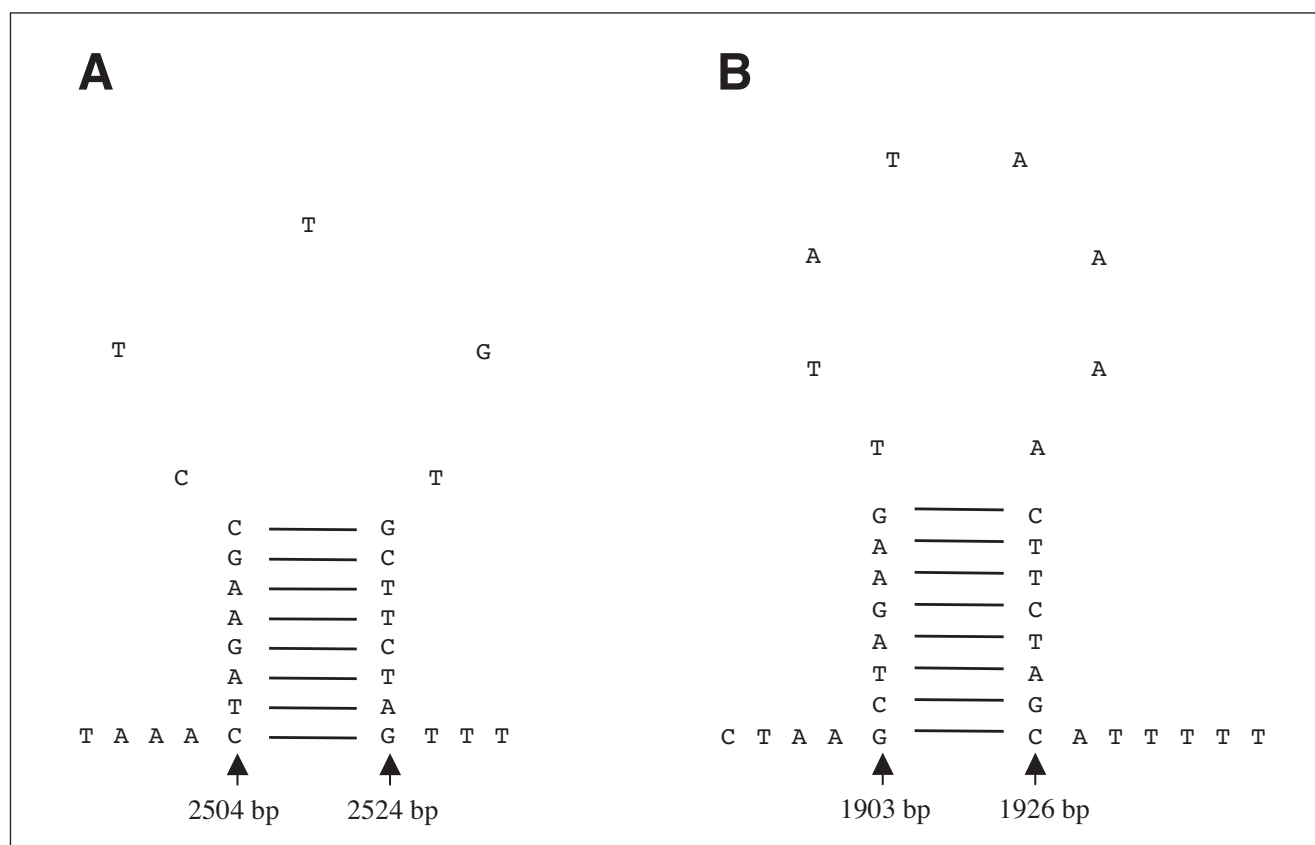 A
B
T A
T
A A
T G
T A
T A
C T
C G
G C
G C
A T
A T
A T
A T
G C
G C
A T
A T
T A
T A
C G
T A A A C G T T T
C T A A G C A T T T T T
2504 bp 2524 bp
1903 bp 1926 bp